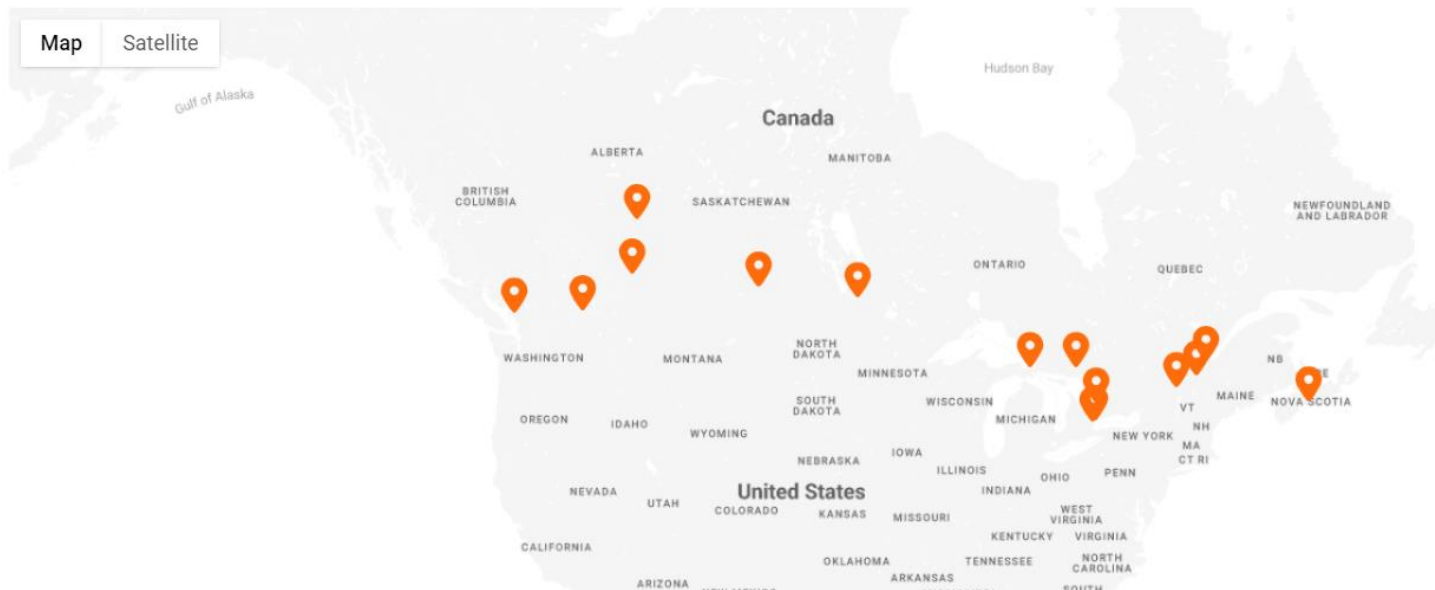 Map
Satellite
Gulf of Alaska
Hudson Bay
Canada
ALBERTA
MANITOBA
BRITISH
COLUMBIA
SASKATCHEWAN
NEWFOUNDLAND
AND LABRADOR
ONTARIO
QUEBEC
WASHINGTON
MONTANA
NORTH
DAKOTA
MINNESOTA
NB
WISCONSIN
MICHIGAN
MAINE
NOVA SCOTIA
SOUTH
DAKOTA
VT
OREGON
IDAHO
WYOMING
NEW YORK
NH
MA
CT RI
NEBRASKA
IOWA
ILLINOIS
INDIANA
OHIO
PENN
NEVADA
UTAH
United States
COLORADO
KANSAS
MISSOURI
WEST
VIRGINIA
KENTUCKY
VIRGINIA
CALIFORNIA
OKLAHOMA
TENNESSEE
NORTH
CAROLINA
ARKANSAS
ARIZONA